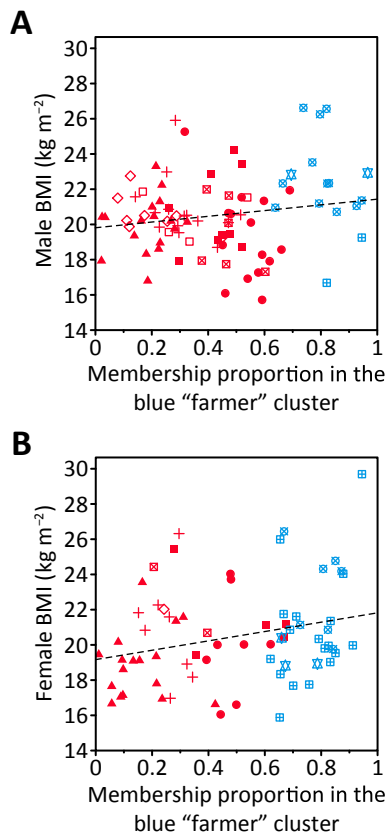 A
Male BMI (kg m⁻²)
30
28
26
24
22
20
18
16
14
0 0.2 0.4 0.6 0.8 1
Membership proportion in the
blue “farmer” cluster
B
Female BMI (kg m⁻²)
30
28
26
24
22
20
18
16
14
0 0.2 0.4 0.6 0.8 1
Membership proportion in the
blue “farmer” cluster